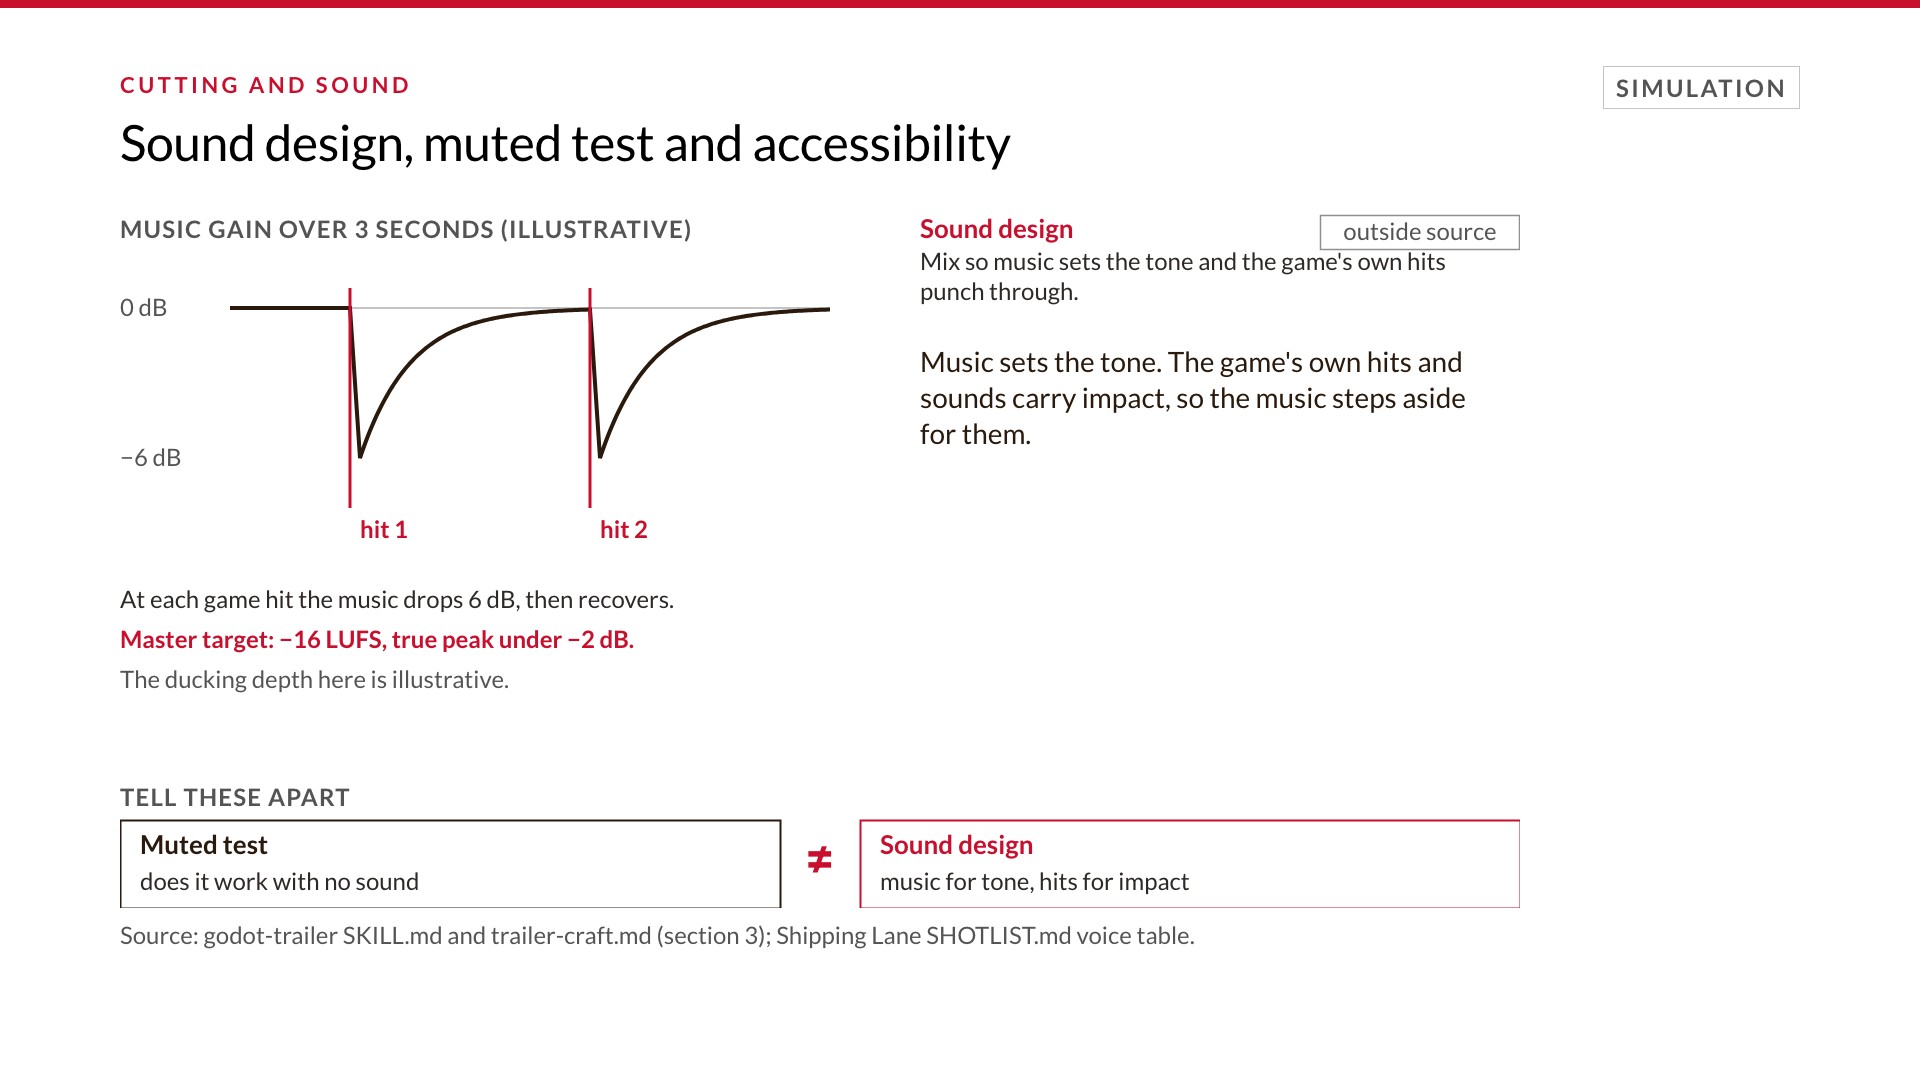 CUTTING AND SOUND
SIMULATION
Sound design, muted test and accessibility
MUSIC GAIN OVER 3 SECONDS (ILLUSTRATIVE)
0 dB
−6 dB
hit 1
hit 2
At each game hit the music drops 6 dB, then recovers.
Master target: −16 LUFS, true peak under −2 dB.
The ducking depth here is illustrative.
Sound design
outside source
Mix so music sets the tone and the game's own hits
punch through.
Music sets the tone. The game's own hits and
sounds carry impact, so the music steps aside
for them.
TELL THESE APART
Muted test
does it work with no sound
≠
Sound design
music for tone, hits for impact
Source: godot-trailer SKILL.md and trailer-craft.md (section 3); Shipping Lane SHOTLIST.md voice table.